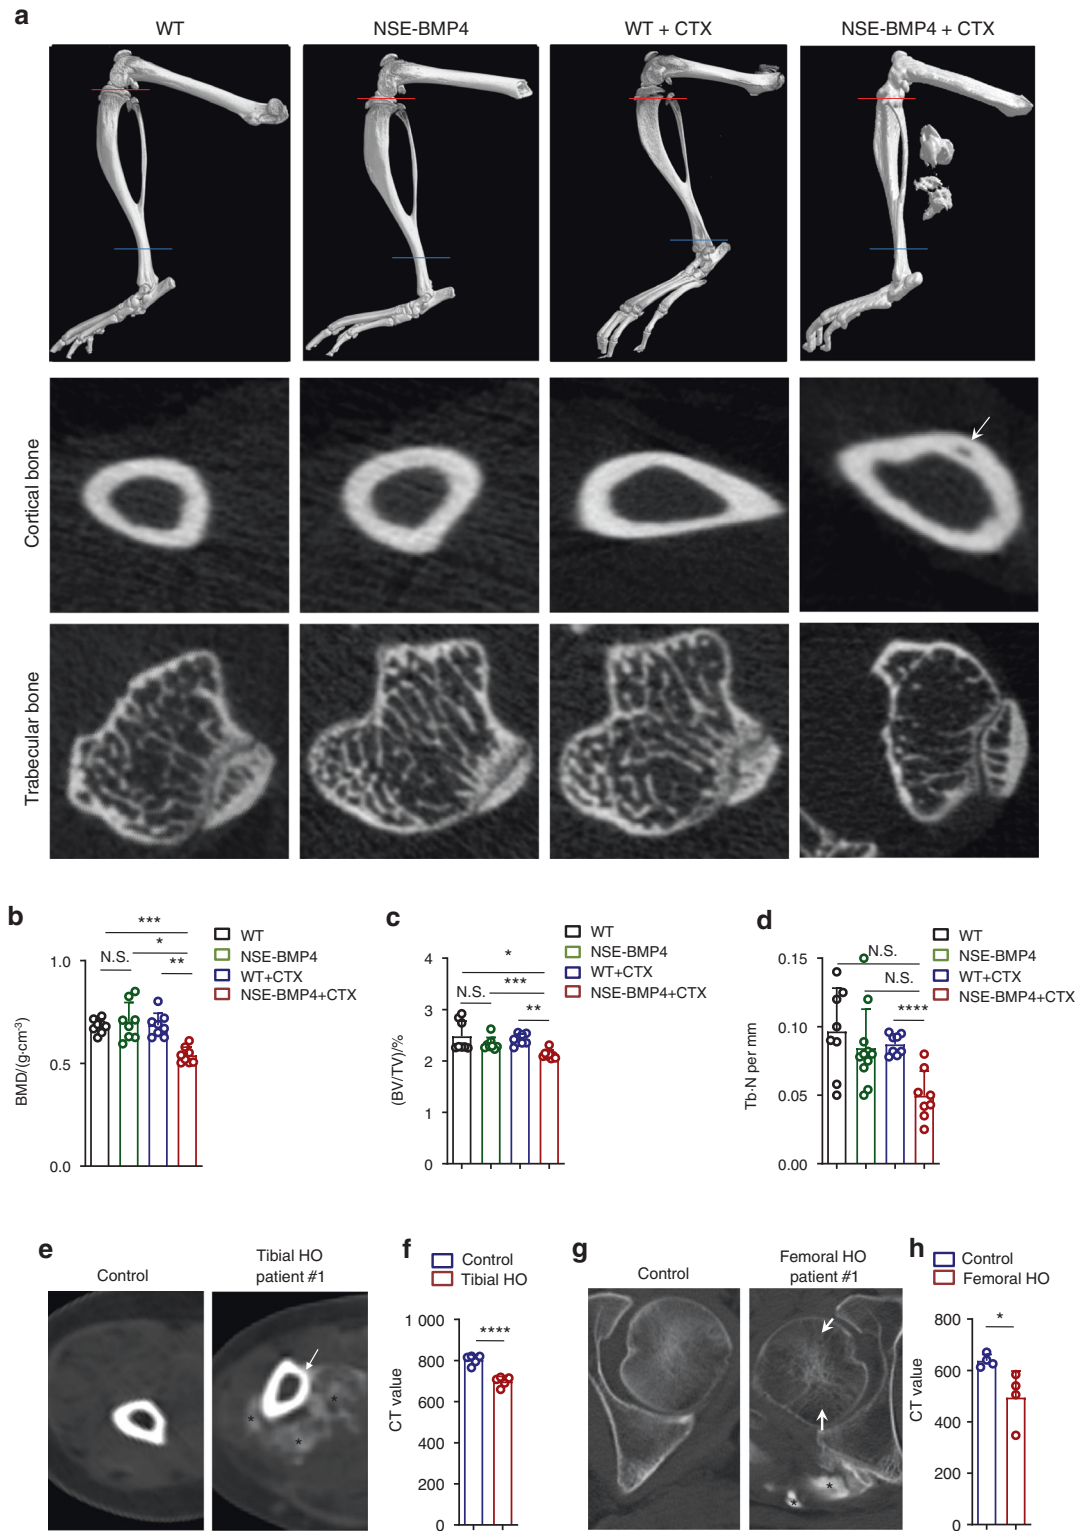 a
WT
NSE-BMP4
WT + CTX
NSE-BMP4 + CTX
Cortical bone
Trabecular bone
b
***
*
N.S.
**
WT
NSE-BMP4
WT+CTX
NSE-BMP4+CTX
BMD/(g·cm⁻³)
1.0
0.5
0.0
c
*
***
N.S.
**
WT
NSE-BMP4
WT+CTX
NSE-BMP4+CTX
(BV/TV)/%
4
3
2
1
0
d
N.S.
N.S.
****
WT
NSE-BMP4
WT+CTX
NSE-BMP4+CTX
Tb·N per mm
0.15
0.10
0.05
0.00
e
Control
Tibial HO
patient #1
*
*
*
f
Control
Tibial HO
****
CT value
1 000
800
600
400
200
0
g
Control
Femoral HO
patient #1
*
*
h
Control
Femoral HO
*
CT value
800
600
400
200
0